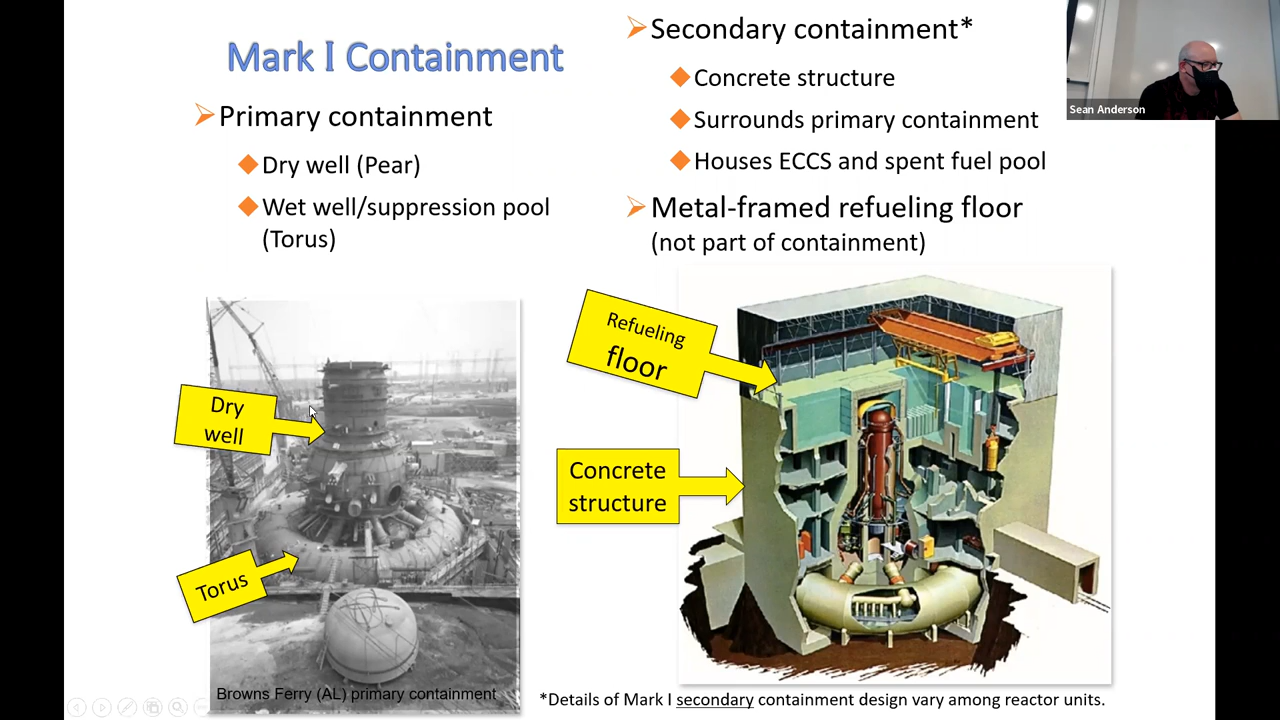 Mark I Containment
Primary containment
Dry well (Pear)
Wet well/suppression pool
(Torus)
Secondary containment*
Concrete structure
Surrounds primary containment
Houses ECCS and spent fuel pool
Metal-framed refueling floor
(not part of containment)
Sean Anderson
Dry
well
Torus
Browns Ferry (AL) primary containment
Refueling
floor
Concrete
structure
*Details of Mark I secondary containment design vary among reactor units.